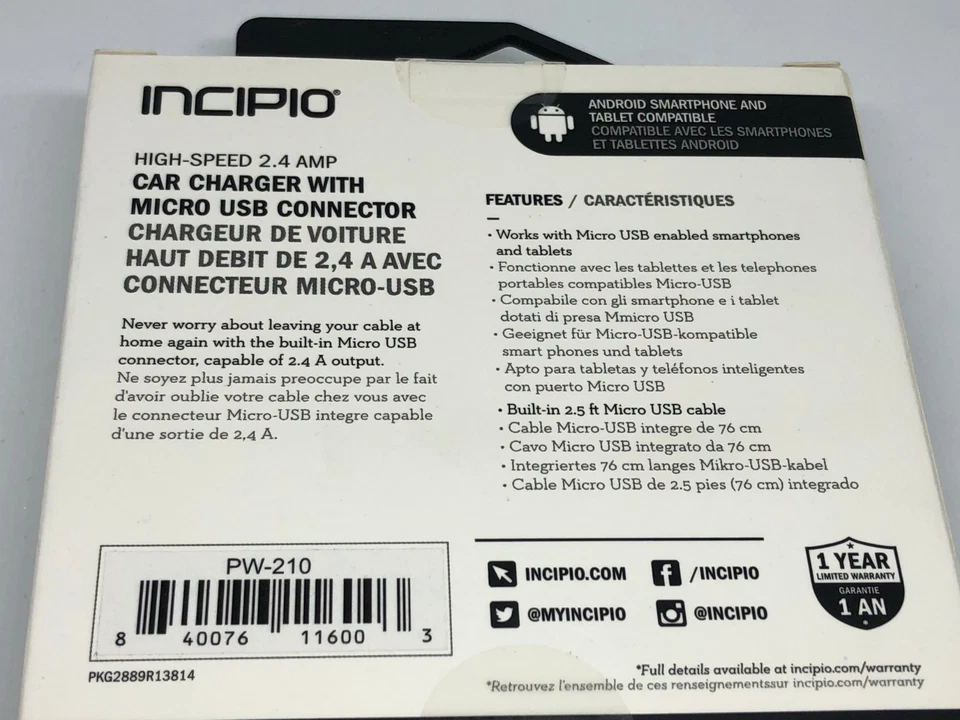 INCIPIO®
ANDROID SMARTPHONE AND
TABLET COMPATIBLE
COMPATIBLE AVEC LES SMARTPHONES
ET TABLETTES ANDROID
HIGH-SPEED 2.4 AMP
CAR CHARGER WITH
MICRO USB CONNECTOR
CHARGEUR DE VOITURE
HAUT DEBIT DE 2,4 A AVEC
CONNECTEUR MICRO-USB
Never worry about leaving your cable at
home again with the built-in Micro USB
connector, capable of 2.4 A output.
Ne soyez plus jamais preoccupe par le fait
d'avoir oublie votre cable chez vous avec
le connecteur Micro-USB integre capable
d'une sortie de 2,4 A.
FEATURES / CARACTÉRISTIQUES
• Works with Micro USB enabled smartphones
and tablets
• Fonctionne avec les tablettes et les telephones
portables compatibles Micro-USB
• Compabile con gli smartphone e i tablet
dotati di presa Mmicro USB
• Geeignet für Micro-USB-kompatible
smart phones und tablets
• Apto para tabletas y teléfonos inteligentes
con puerto Micro USB
• Built-in 2.5 ft Micro USB cable
• Cable Micro-USB integre de 76 cm
• Cavo Micro USB integrato da 76 cm
• Integriertes 76 cm langes Mikro-USB-kabel
• Cable Micro USB de 2.5 pies (76 cm) integrado
PW-210
8 40076 11600 3
PKG2889R13814
INCIPIO.COM
/INCIPIO
@MYINCIPIO
@INCIPIO
1 YEAR
LIMITED WARRANTY
GARANTIE
1 AN
*Full details available at incipio.com/warranty
*Retrouvez l'ensemble de ces renseignementssur incipio.com/warranty